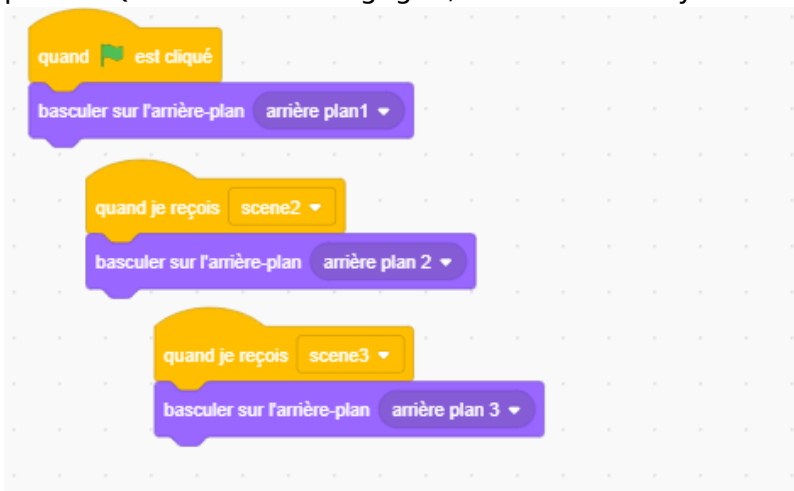 quand est cliqué
basculer sur l'arrière-plan arrière plan1
quand je reçois scene2
basculer sur l'arrière-plan arrière plan 2
quand je reçois scene3
basculer sur l'arrière-plan arrière plan 3